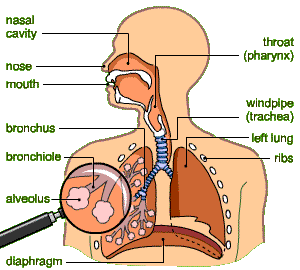 nasal
cavity
nose
mouth
bronchus
bronchiole
alveolus
diaphragm
throat
(pharynx)
windpipe
(trachea)
left lung
ribs